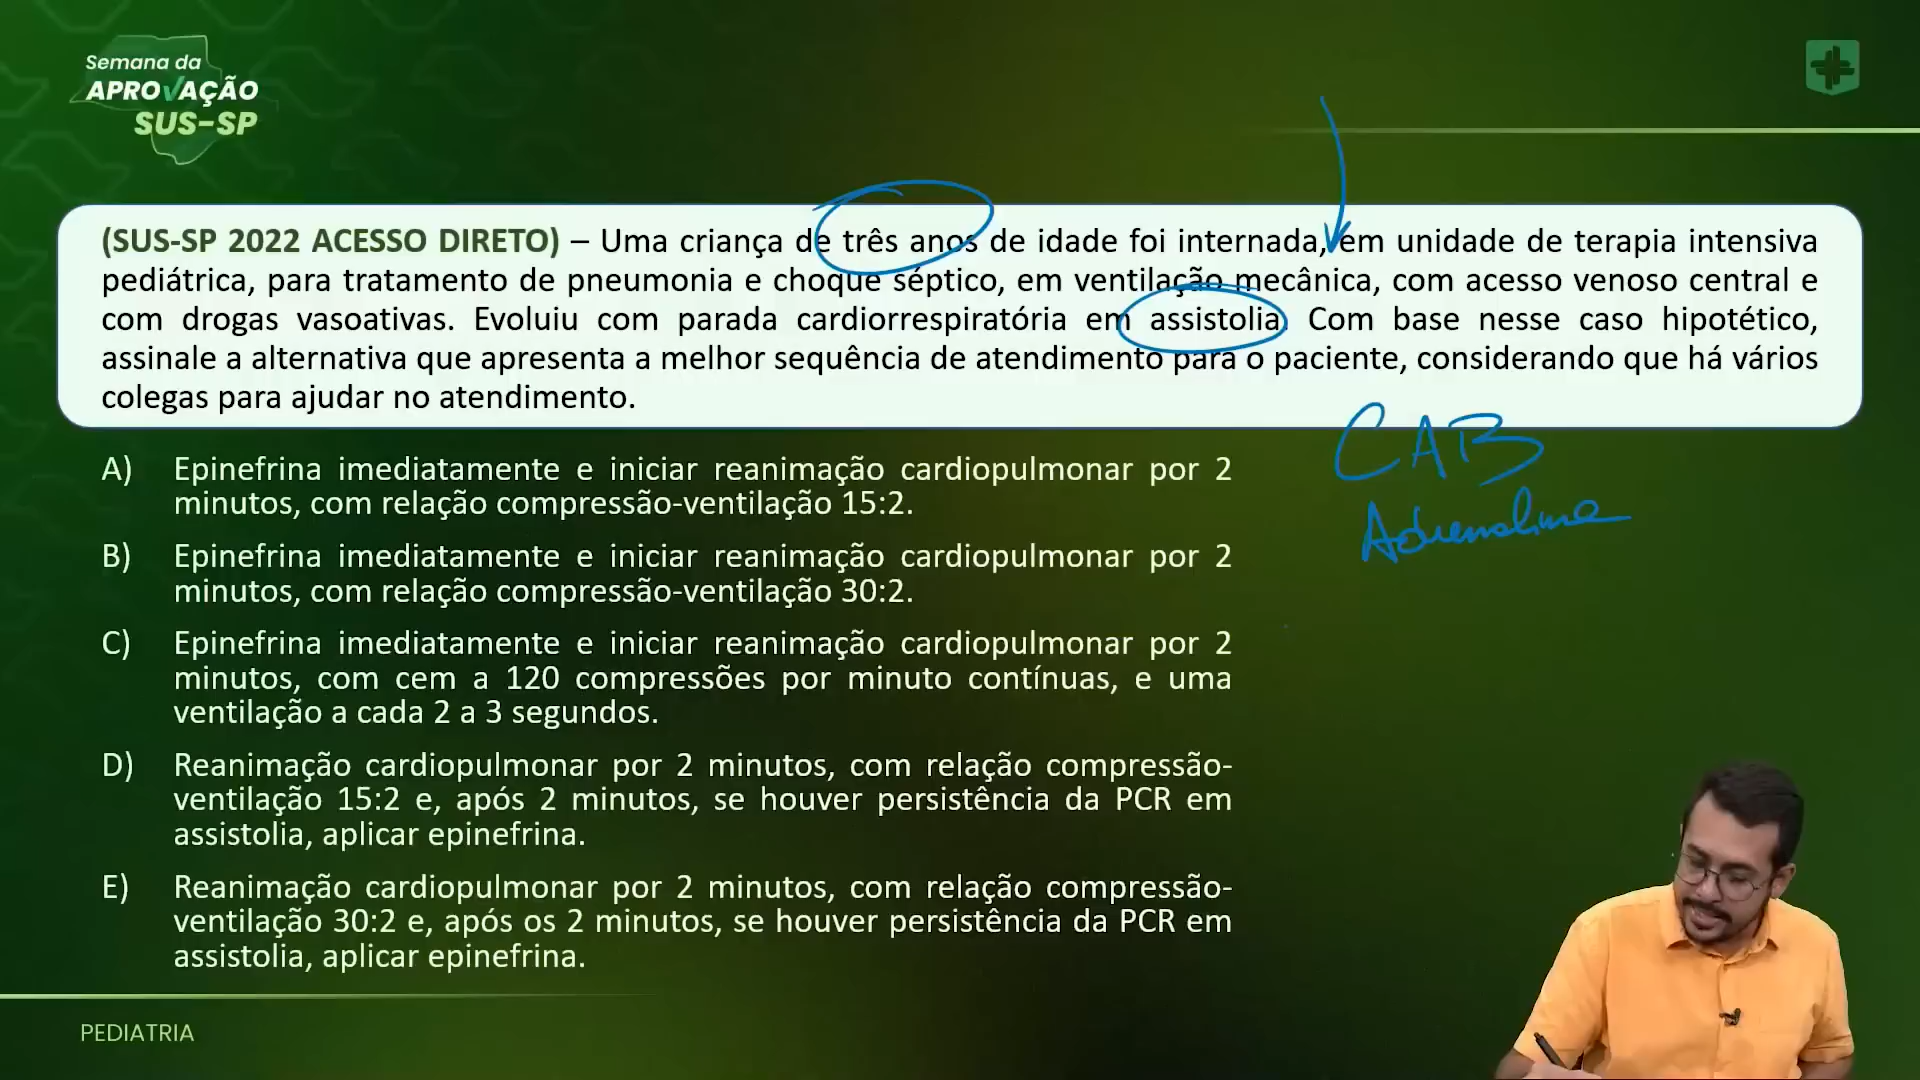 Semana da
APROVAÇÃO
SUS-SP
(SUS-SP 2022 ACESSO DIRETO) – Uma criança de três anos de idade foi internada, em unidade de terapia intensiva
pediátrica, para tratamento de pneumonia e choque séptico, em ventilação mecânica, com acesso venoso central e
com drogas vasoativas. Evoluiu com parada cardiorrespiratória em assistolia. Com base nesse caso hipotético,
assinale a alternativa que apresenta a melhor sequência de atendimento para o paciente, considerando que há vários
colegas para ajudar no atendimento.
CAB
Adrenalina
A) Epinefrina imediatamente e iniciar reanimação cardiopulmonar por 2
minutos, com relação compressão-ventilação 15:2.
B) Epinefrina imediatamente e iniciar reanimação cardiopulmonar por 2
minutos, com relação compressão-ventilação 30:2.
C) Epinefrina imediatamente e iniciar reanimação cardiopulmonar por 2
minutos, com cem a 120 compressões por minuto contínuas, e uma
ventilação a cada 2 a 3 segundos.
D) Reanimação cardiopulmonar por 2 minutos, com relação compressão-
ventilação 15:2 e, após 2 minutos, se houver persistência da PCR em
assistolia, aplicar epinefrina.
E) Reanimação cardiopulmonar por 2 minutos, com relação compressão-
ventilação 30:2 e, após os 2 minutos, se houver persistência da PCR em
assistolia, aplicar epinefrina.
PEDIATRIA